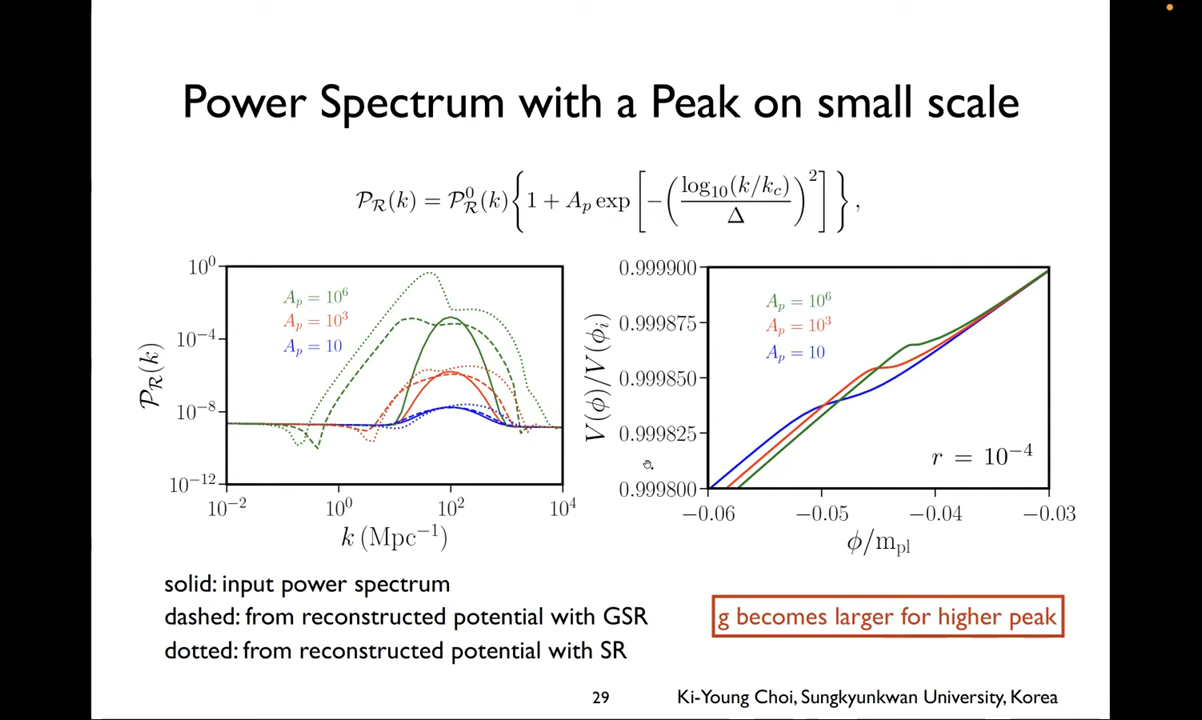 Power Spectrum with a Peak on small scale
𝒫_ℛ(k) = 𝒫⁰_ℛ(k){1 + A_p exp[−(log₁₀(k/k_c)/Δ)²]},
10⁰
10⁻⁴
10⁻⁸
10⁻¹²
𝒫_ℛ(k)
A_p = 10⁶
A_p = 10³
A_p = 10
10⁻²
10⁰
10²
10⁴
k (Mpc⁻¹)
0.999900
0.999875
0.999850
0.999825
0.999800
V(ϕ)/V(ϕ_i)
A_p = 10⁶
A_p = 10³
A_p = 10
r = 10⁻⁴
−0.06
−0.05
−0.04
−0.03
ϕ/m_pl
solid: input power spectrum
dashed: from reconstructed potential with GSR
dotted: from reconstructed potential with SR
g becomes larger for higher peak
29
Ki-Young Choi, Sungkyunkwan University, Korea